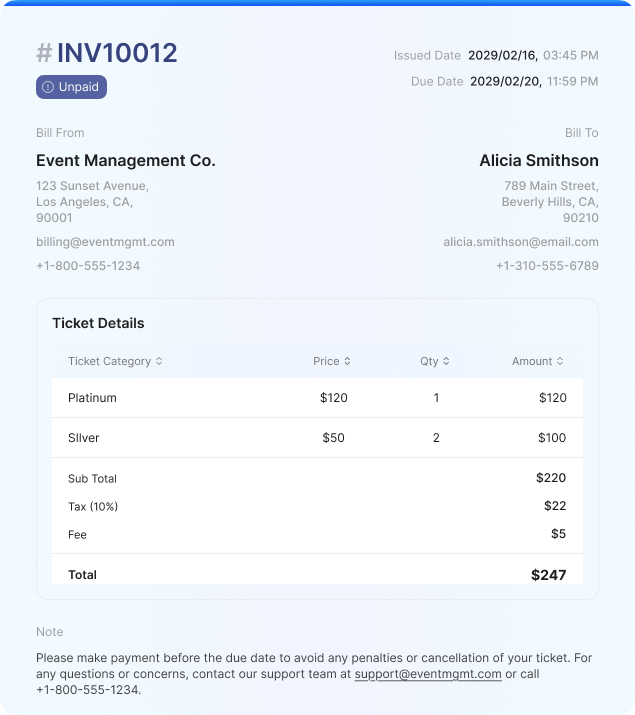 #INV10012
Unpaid
Issued Date 2029/02/16, 03:45 PM
Due Date 2029/02/20, 11:59 PM
Bill From
Event Management Co.
123 Sunset Avenue,
Los Angeles, CA,
90001
billing@eventmgmt.com
+1-800-555-1234
Bill To
Alicia Smithson
789 Main Street,
Beverly Hills, CA,
90210
alicia.smithson@email.com
+1-310-555-6789
Ticket Details
Ticket Category Price Qty Amount
Platinum $120 1 $120
SIlver $50 2 $100
Sub Total $220
Tax (10%) $22
Fee $5
Total $247
Note
Please make payment before the due date to avoid any penalties or cancellation of your ticket. For
any questions or concerns, contact our support team at support@eventmgmt.com or call
+1-800-555-1234.